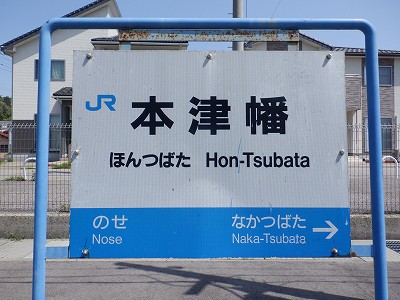 JR 本津幡
ほんつばた Hon-Tsubata
のせ なかつばた →
Nose Naka-Tsubata